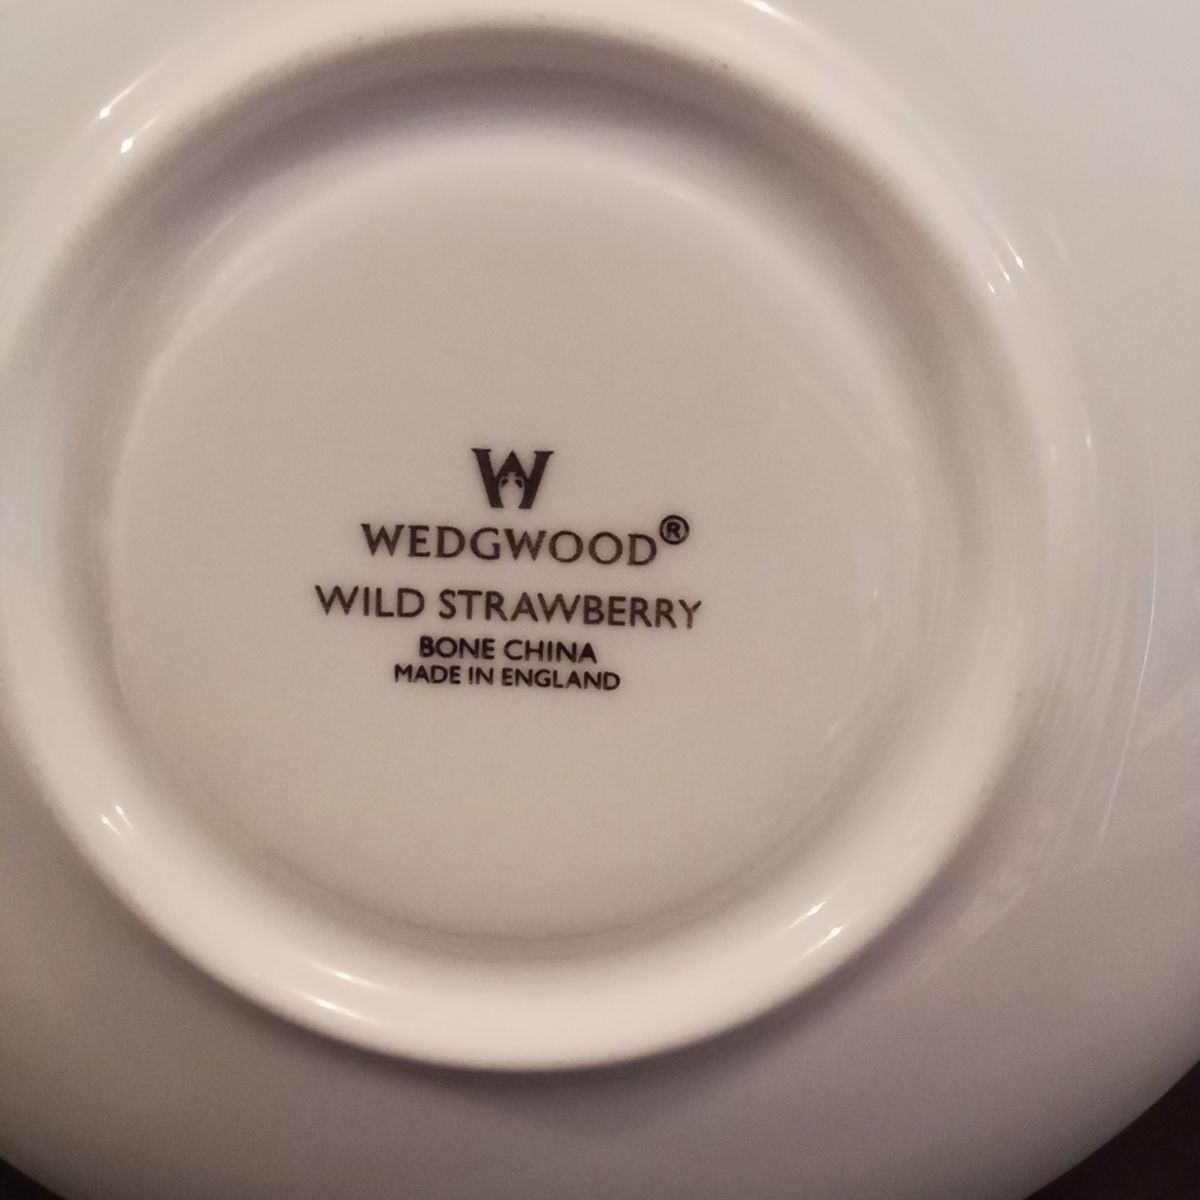 W
WEDGWOOD®
WILD STRAWBERRY
BONE CHINA
MADE IN ENGLAND